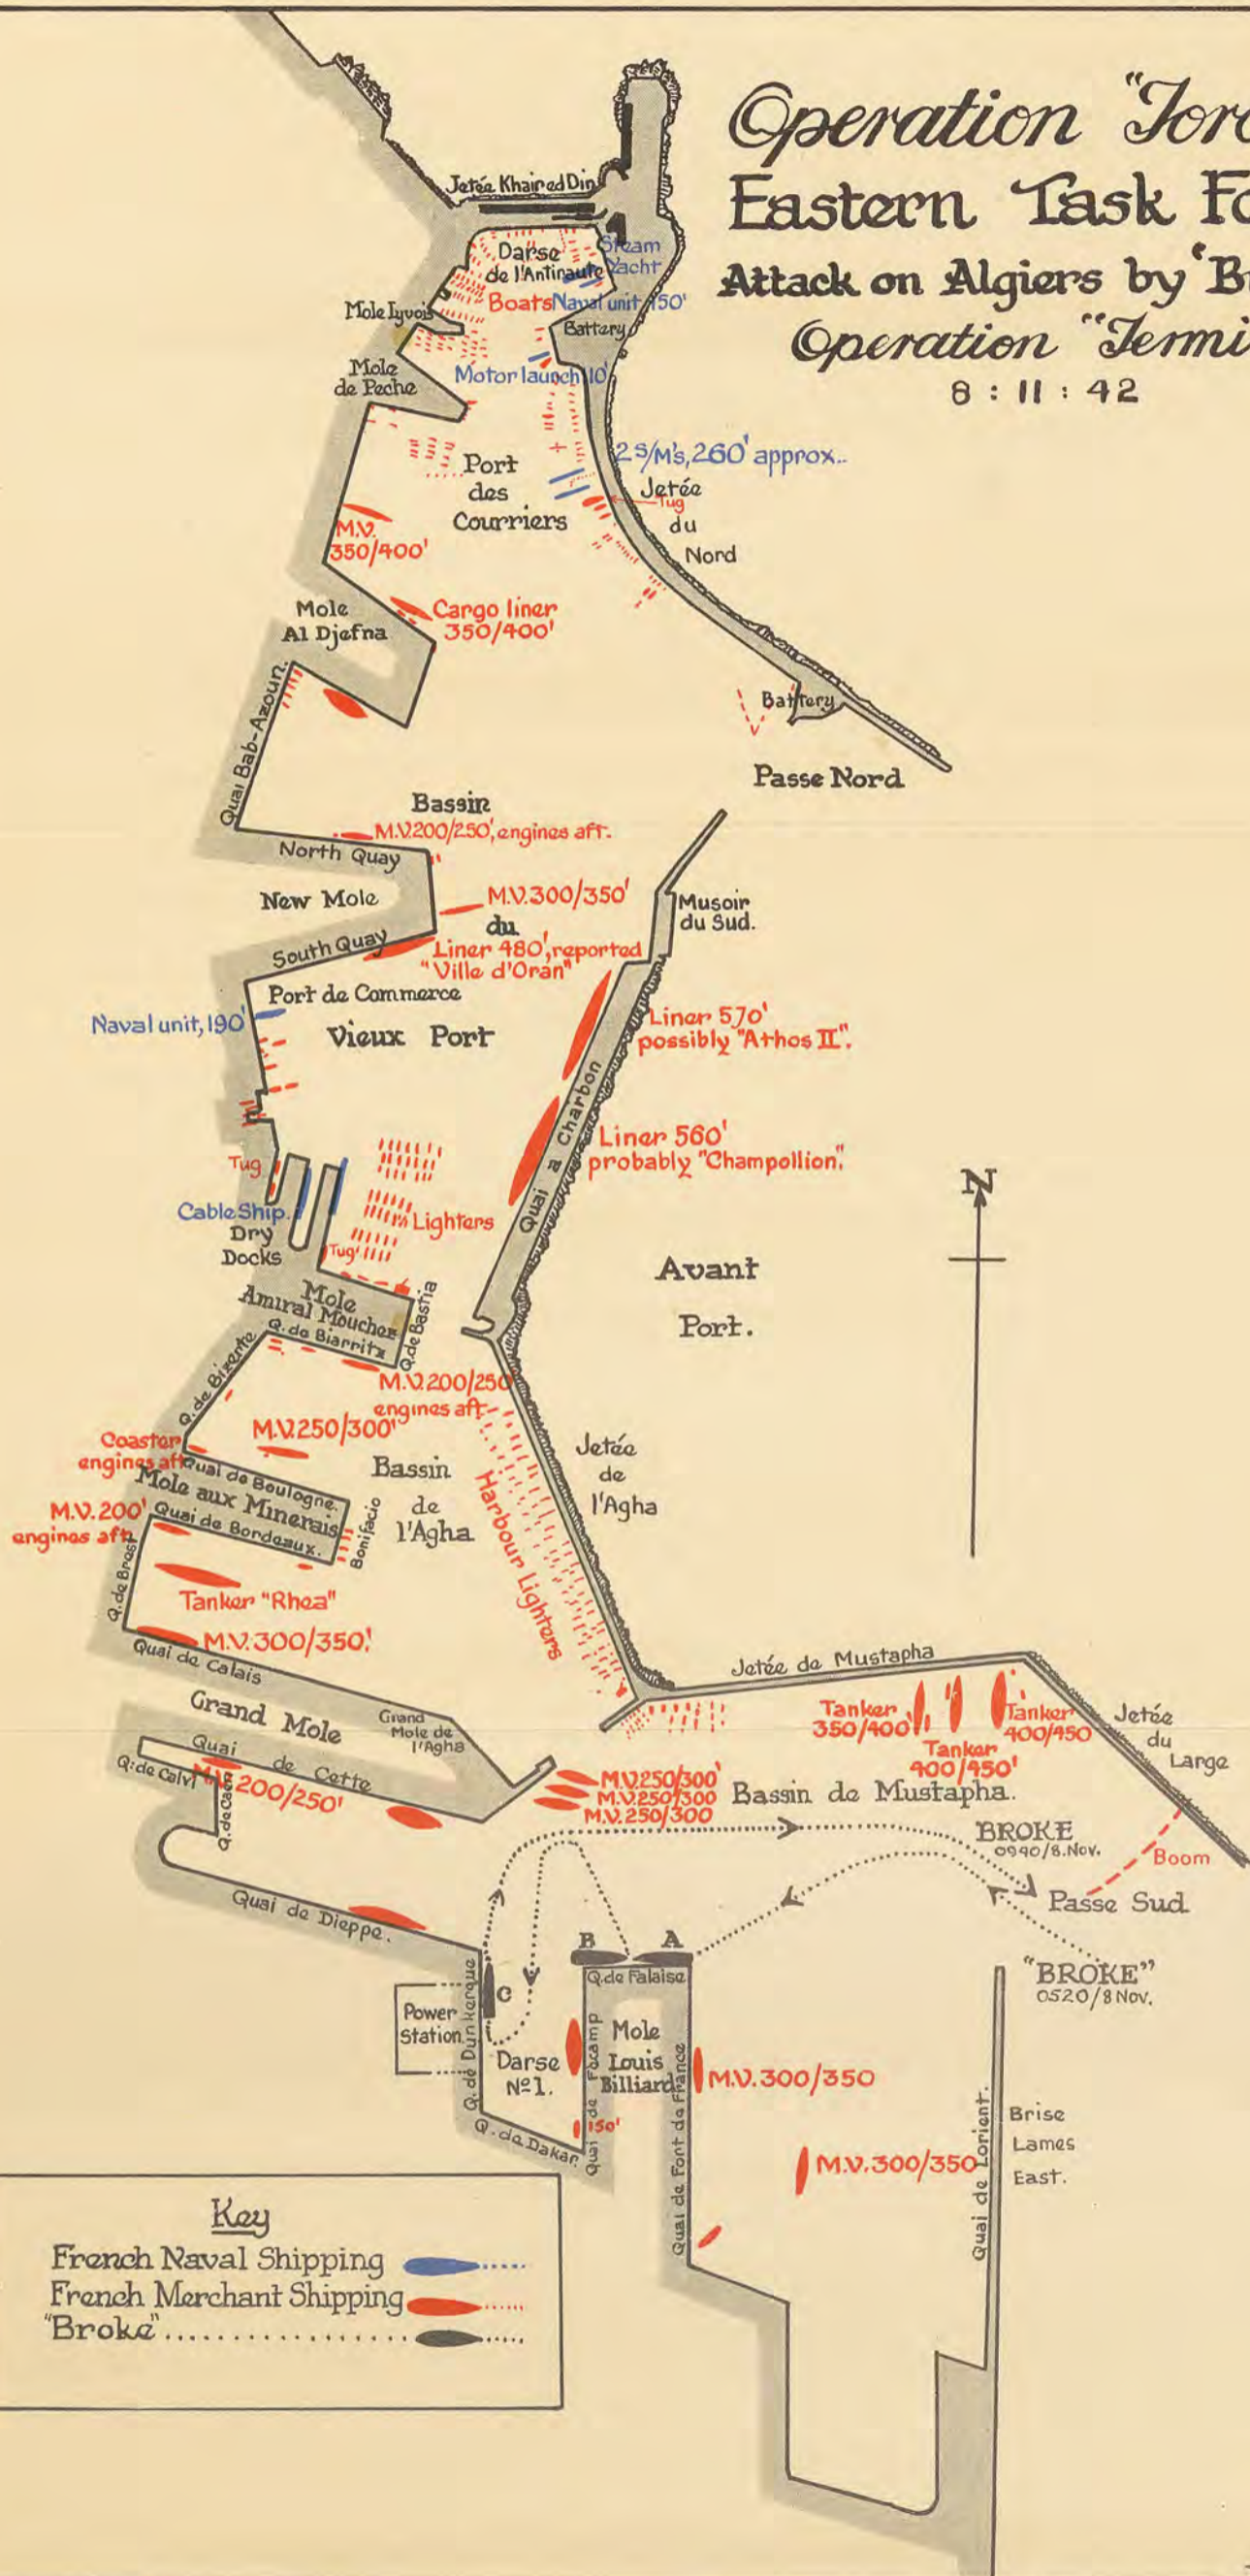 Operation "Tor
Eastern Task Fo
Attack on Algiers by "B
Operation "Termi
8 : 11 : 42
Jetée Khaired Din
Darse
de l'Antiraute
Steam
Yacht
Boats
Naval unit, 150'
Mole Lyvois
Battery
Mole
de Peche
Motor launch 110'
Port
des
Courriers
2 S/M's, 260' approx..
Jetée
du
Nord
Tug
M.V.
350/400'
Cargo liner
350/400'
Mole
Al Djefna
Quai Bab-Azoun.
Battery
Passe Nord
Bassin
M.V.200/250', engines aft.
North Quay
New Mole
M.V.300/350'
du
South Quay
Liner 480', reported
"Ville d'Oran"
Musoir
du Sud.
Port de Commerce
Naval unit, 190'
Vieux Port
Liner 570'
possibly "Athos II".
Quai a Charbon
Liner 560'
probably "Champollion".
Tug
Cable Ship.
Dry
Docks
Lighters
Tug
Mole
Amiral Mouchez
Q. de Biarritz
Q. de Bastia
Avant
Port.
N
Q. de Bizerte
M.V.200/250'
engines aft.
M.V.250/300'
Coaster
engines aft
Quai de Boulogne.
Mole aux Minerais
Quai de Bordeaux.
Bonifacio
Bassin
de
l'Agha
Jetée
de
l'Agha
Harbour Lighters
M.V.200'
engines aft.
Q. de Brest
Tanker "Rhea"
M.V.300/350'.
Quai de Calais
Grand Mole
Grand
Mole de
l'Agha
Jetée de Mustapha
Tanker
350/400'
Tanker
400/450'
Tanker
400/450
Jetée
du
Large
Quai de Cette
Q. de Calvi
M.V.200/250'
Q. de Caen
M.V.250/300'
M.V.250/300
M.V.250/300
Bassin de Mustapha.
BROKE
0940/8.Nov.
Boom
Passe Sud
Quai de Dieppe.
B
A
C
Q.de Falaise
"BROKE"
0520/8 Nov.
Power
Station
Q. de Dunkerque
Darse
Nº1.
Quai de Fecamp
Mole
Louis
Billiard
Quai de Font de France
M.V.300/350
150'
Q. de Dakar.
M.V.300/350
Quai de Lorient.
Brise
Lames
East.
Key
French Naval Shipping
French Merchant Shipping
"Broke"